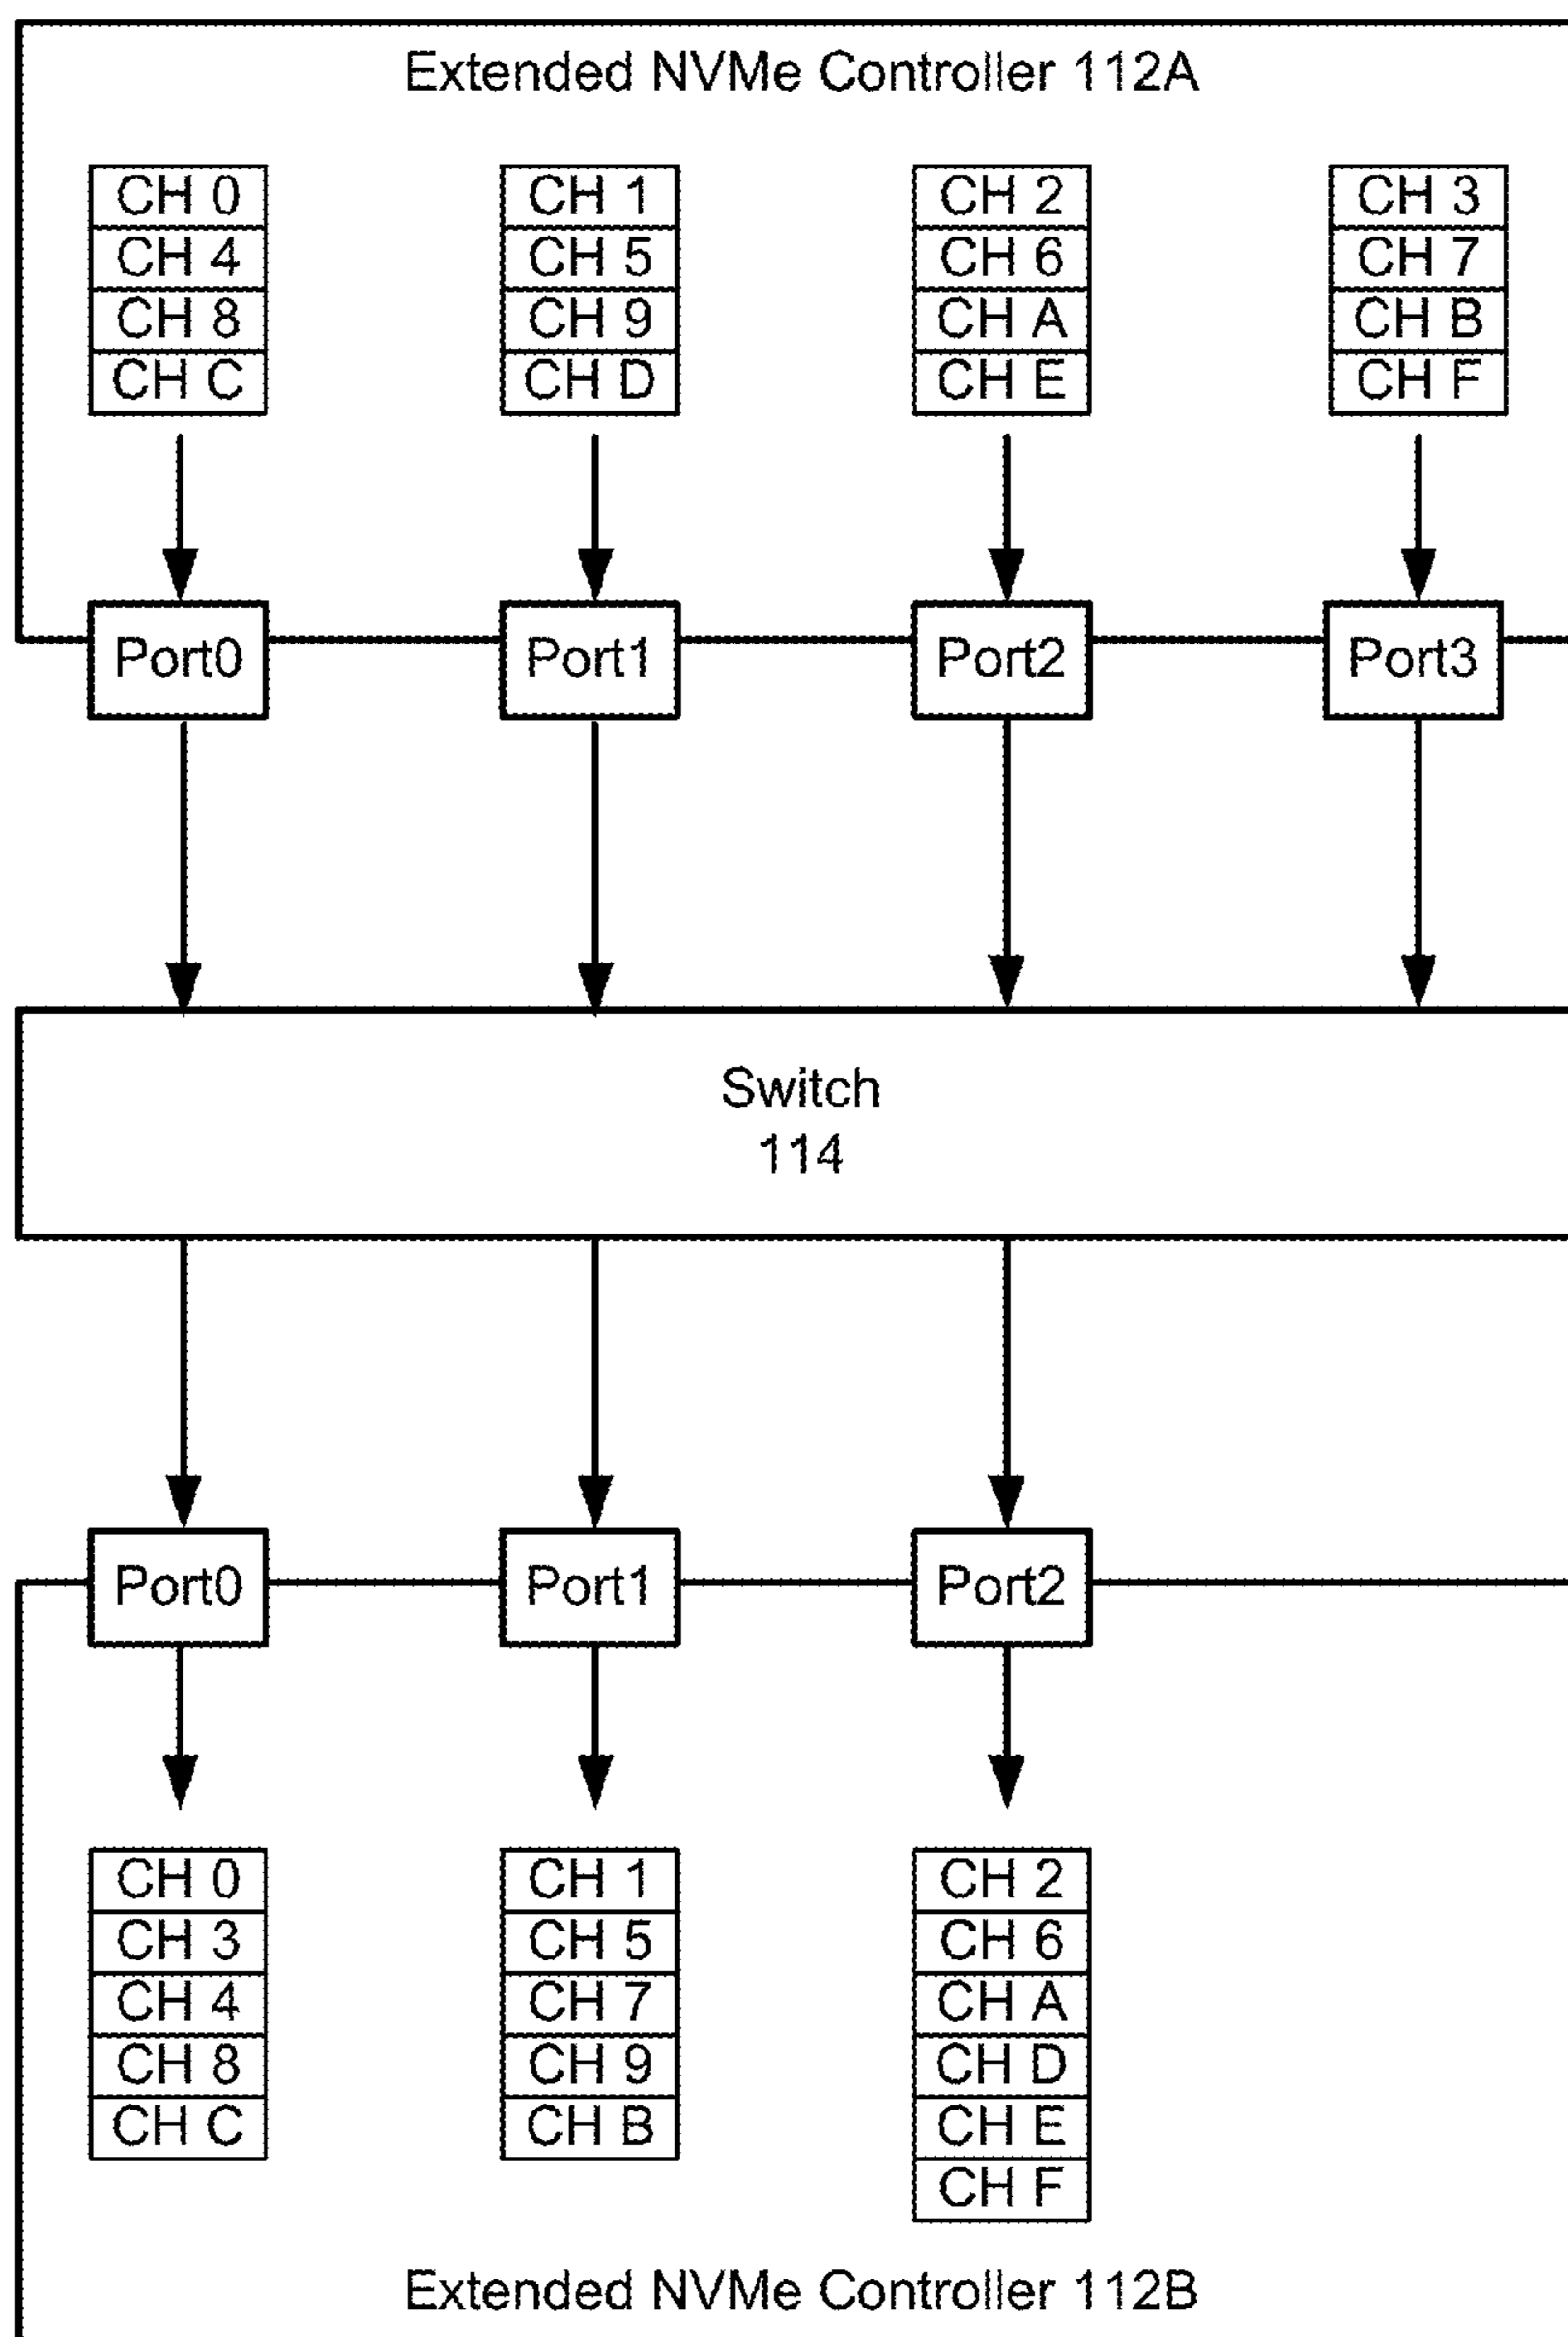 Extended NVMe Controller 112A
CH 0 CH 1 CH 2 CH 3
CH 4 CH 5 CH 6 CH 7
CH 8 CH 9 CH A CH B
CH C CH D CH E CH F
Port0 Port1 Port2 Port3
Switch
114
Port0 Port1 Port2
CH 0 CH 1 CH 2
CH 3 CH 5 CH 6
CH 4 CH 7 CH A
CH 8 CH 9 CH D
CH C CH B CH E
CH F
Extended NVMe Controller 112B